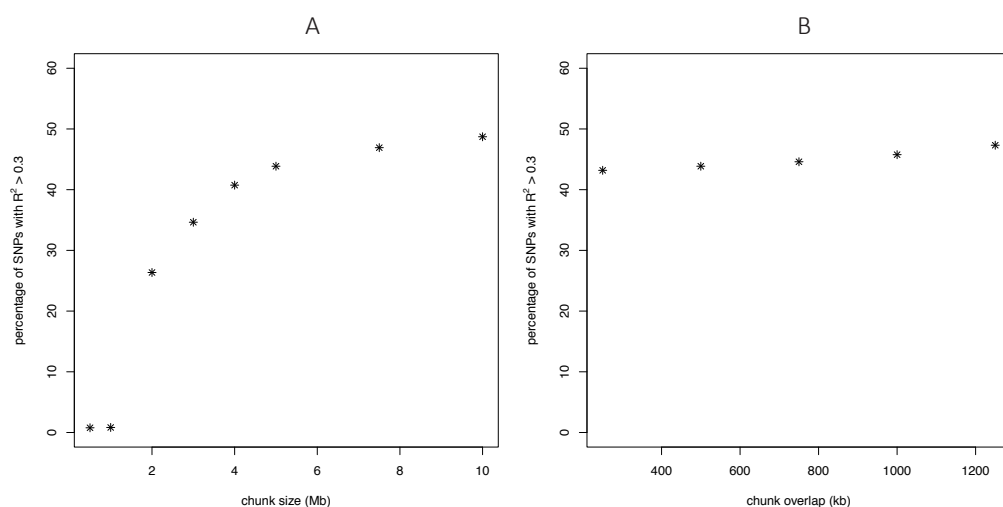 A
percentage of SNPs with R² > 0.3
60
50
40
30
20
10
0
2 4 6 8 10
chunk size (Mb)
B
percentage of SNPs with R² > 0.3
60
50
40
30
20
10
0
400 600 800 1000 1200
chunk overlap (kb)